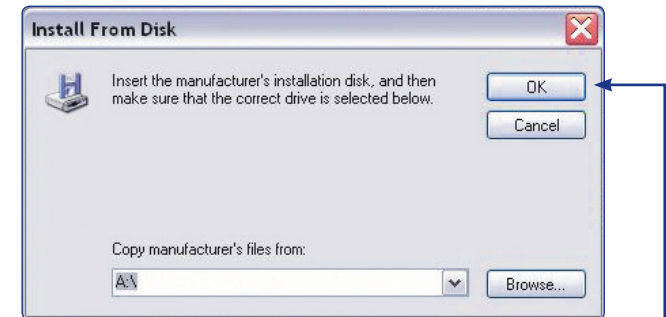 Install From Disk
Insert the manufacturer's installation disk, and then
make sure that the correct drive is selected below.
OK
Cancel
Copy manufacturer's files from:
A:\
Browse...